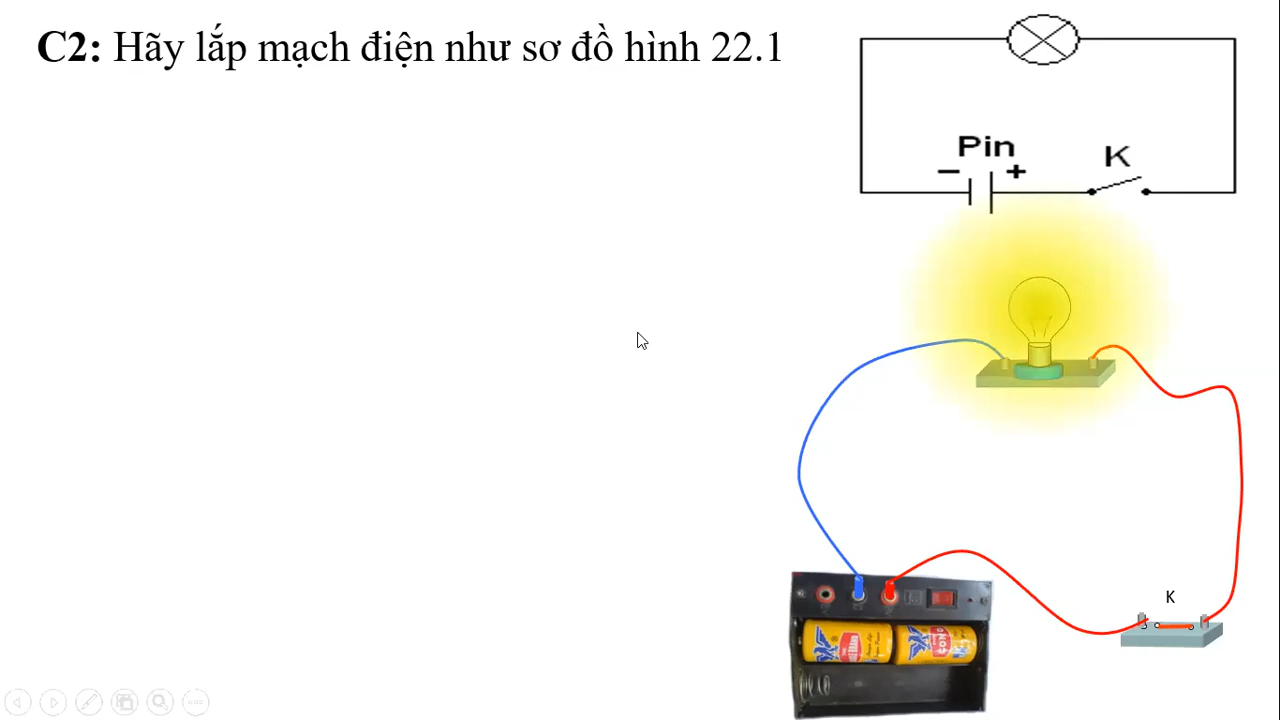 C2: Hãy lắp mạch điện như sơ đồ hình 22.1
Pin
− +
K
K